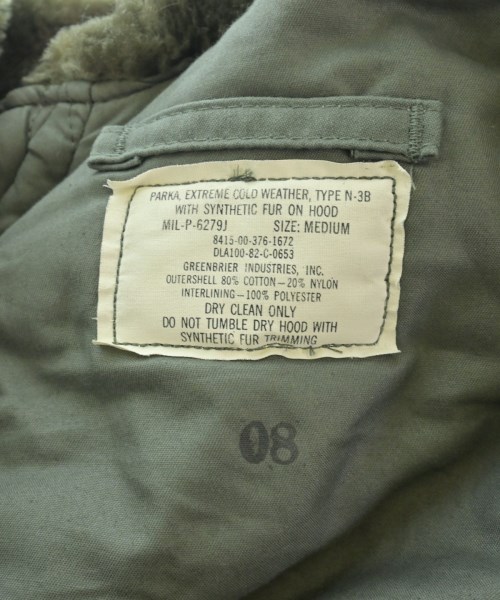 PARKA, EXTREME COLD WEATHER, TYPE N-3B
WITH SYNTHETIC FUR ON HOOD
MIL-P-6279J SIZE: MEDIUM
8415-00-376-1672
DLA100-82-C-0653
GREENBRIER INDUSTRIES, INC.
OUTERSHELL 80% COTTON-20% NYLON
INTERLINING-100% POLYESTER
DRY CLEAN ONLY
DO NOT TUMBLE DRY HOOD WITH
SYNTHETIC FUR TRIMMING
08